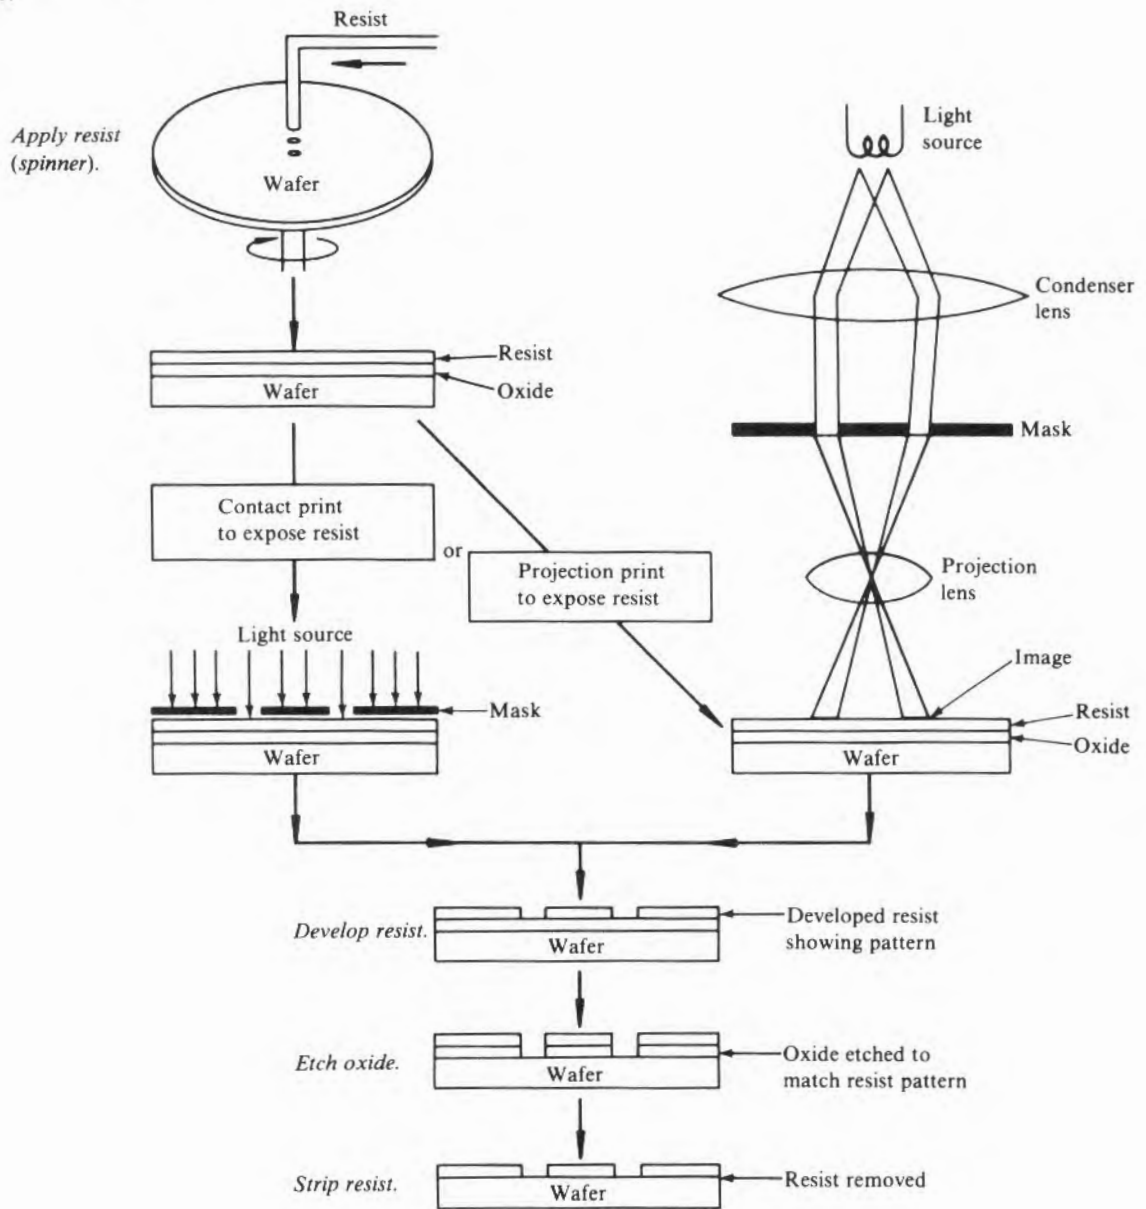 Resist
Apply resist
(spinner).
Wafer
Resist
Oxide
Wafer
Contact print
to expose resist
or
Projection print
to expose resist
Light source
Mask
Wafer
Light
source
Condenser
lens
Mask
Projection
lens
Image
Resist
Oxide
Wafer
Develop resist.
Wafer
Developed resist
showing pattern
Etch oxide.
Wafer
Oxide etched to
match resist pattern
Strip resist.
Wafer
Resist removed